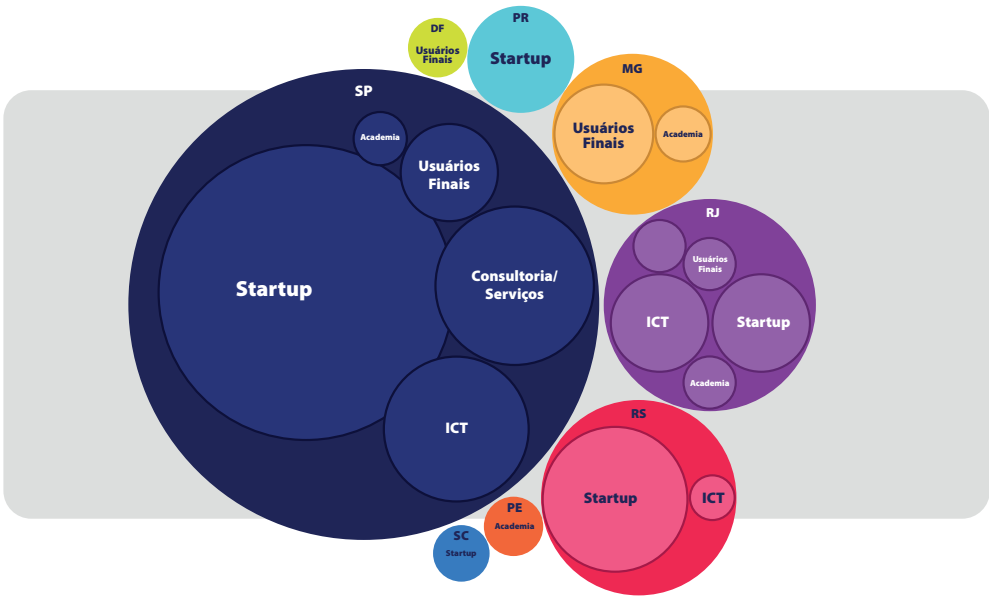 DF
Usuários
Finais
PR
Startup
MG
Usuários
Finais
Academia
SP
Academia
Usuários
Finais
Startup
Consultoria/
Serviços
ICT
RJ
Usuários
Finais
ICT
Startup
Academia
RS
Startup
ICT
PE
Academia
SC
Startup